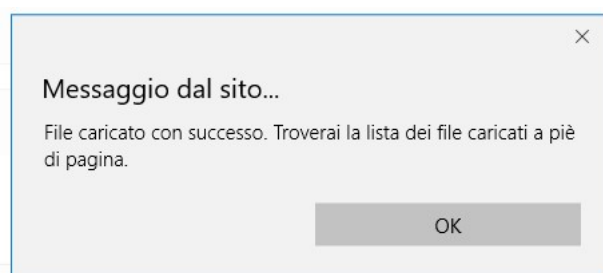 Messaggio dal sito...
File caricato con successo. Troverai la lista dei file caricati a piè
di pagina.
OK